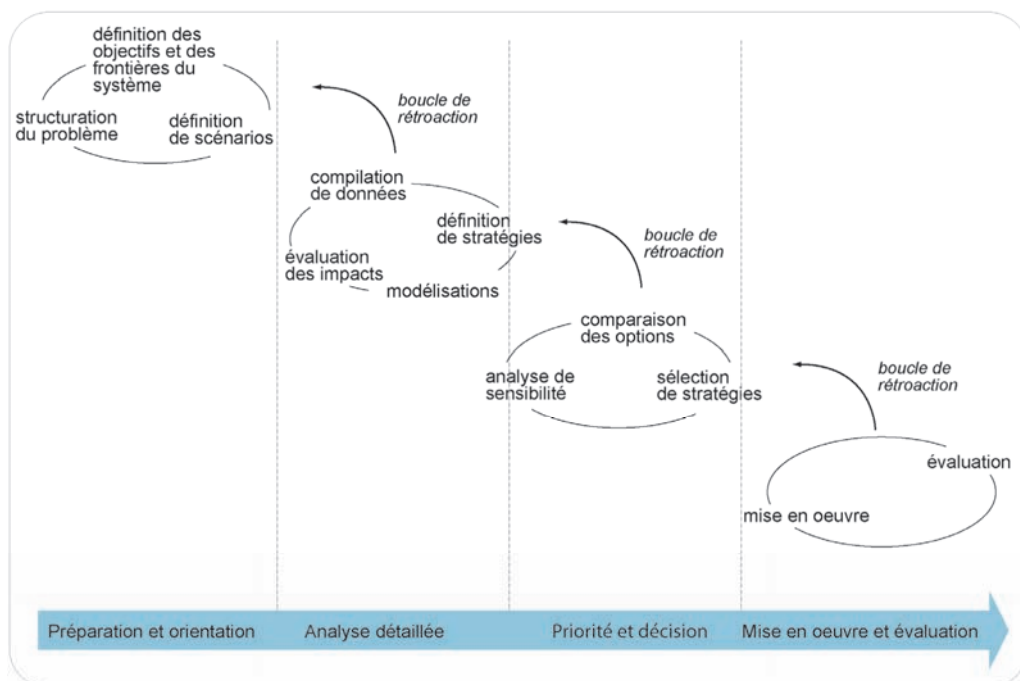 définition des
objectifs et des
frontières du
système
structuration
du problème
définition
de scénarios
boucle de
rétroaction
compilation
de données
définition
de stratégies
évaluation
des impacts
modélisations
boucle de
rétroaction
comparaison
des options
analyse de
sensibilité
sélection
de stratégies
boucle de
rétroaction
évaluation
mise en oeuvre
Préparation et orientation
Analyse détaillée
Priorité et décision
Mise en oeuvre et évaluation